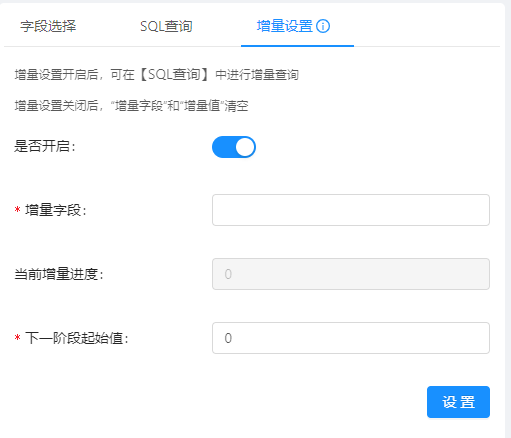 字段选择 SQL查询 增量设置
增量设置开启后，可在【SQL查询】中进行增量查询
增量设置关闭后，"增量字段"和"增量值"清空
是否开启：
* 增量字段：
当前增量进度： 0
* 下一阶段起始值： 0
设 置